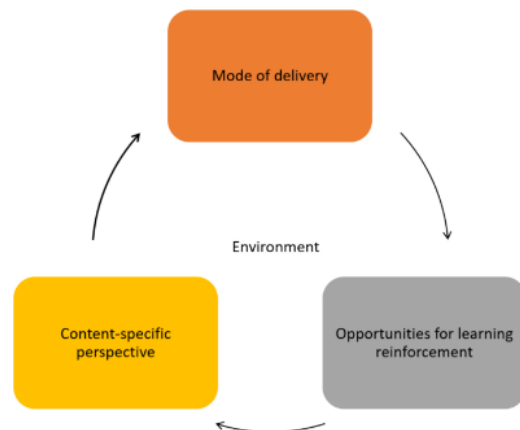 Mode of delivery
Environment
Content-specific
perspective
Opportunities for learning
reinforcement